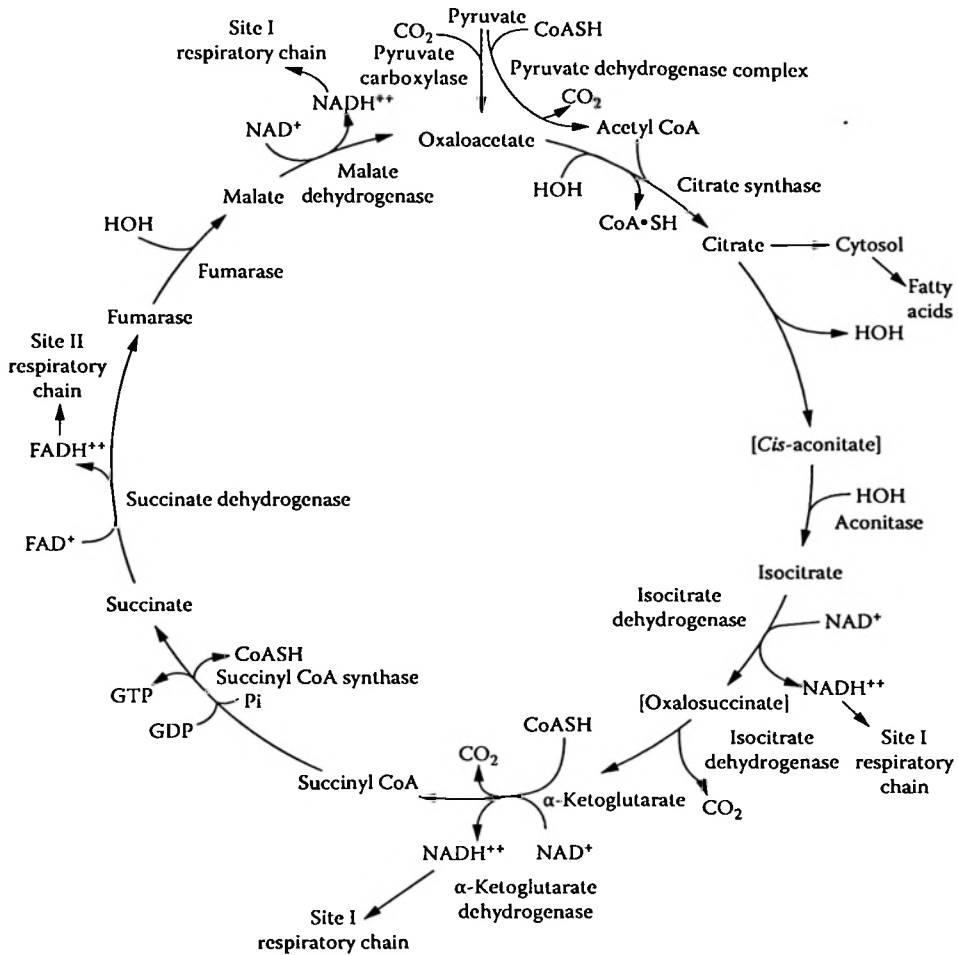 Pyruvate
CO₂
CoASH
Pyruvate
carboxylase
Pyruvate dehydrogenase complex
CO₂
Acetyl CoA
Oxaloacetate
HOH
CoA•SH
Citrate synthase
Citrate
Cytosol
Fatty
acids
HOH
[Cis-aconitate]
HOH
Aconitase
Isocitrate
Isocitrate
dehydrogenase
NAD⁺
NADH⁺⁺
[Oxalosuccinate]
Site I
respiratory
chain
Isocitrate
dehydrogenase
CO₂
α-Ketoglutarate
CoASH
CO₂
NADH⁺⁺
NAD⁺
α-Ketoglutarate
dehydrogenase
Site I
respiratory chain
Succinyl CoA
CoASH
Succinyl CoA synthase
Pi
GTP
GDP
Succinate
FAD⁺
Succinate dehydrogenase
FADH⁺⁺
Site II
respiratory
chain
Fumarase
HOH
Fumarase
Malate
Malate
dehydrogenase
NAD⁺
NADH⁺⁺
Site I
respiratory chain